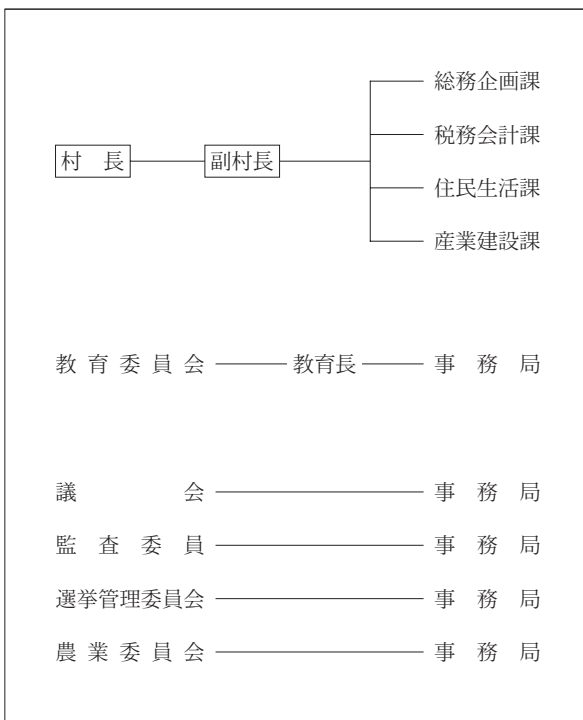 総務企画課
税務会計課
村長 副村長
住民生活課
産業建設課
教育委員会 教育長 事務局
議会 事務局
監査委員 事務局
選挙管理委員会 事務局
農業委員会 事務局